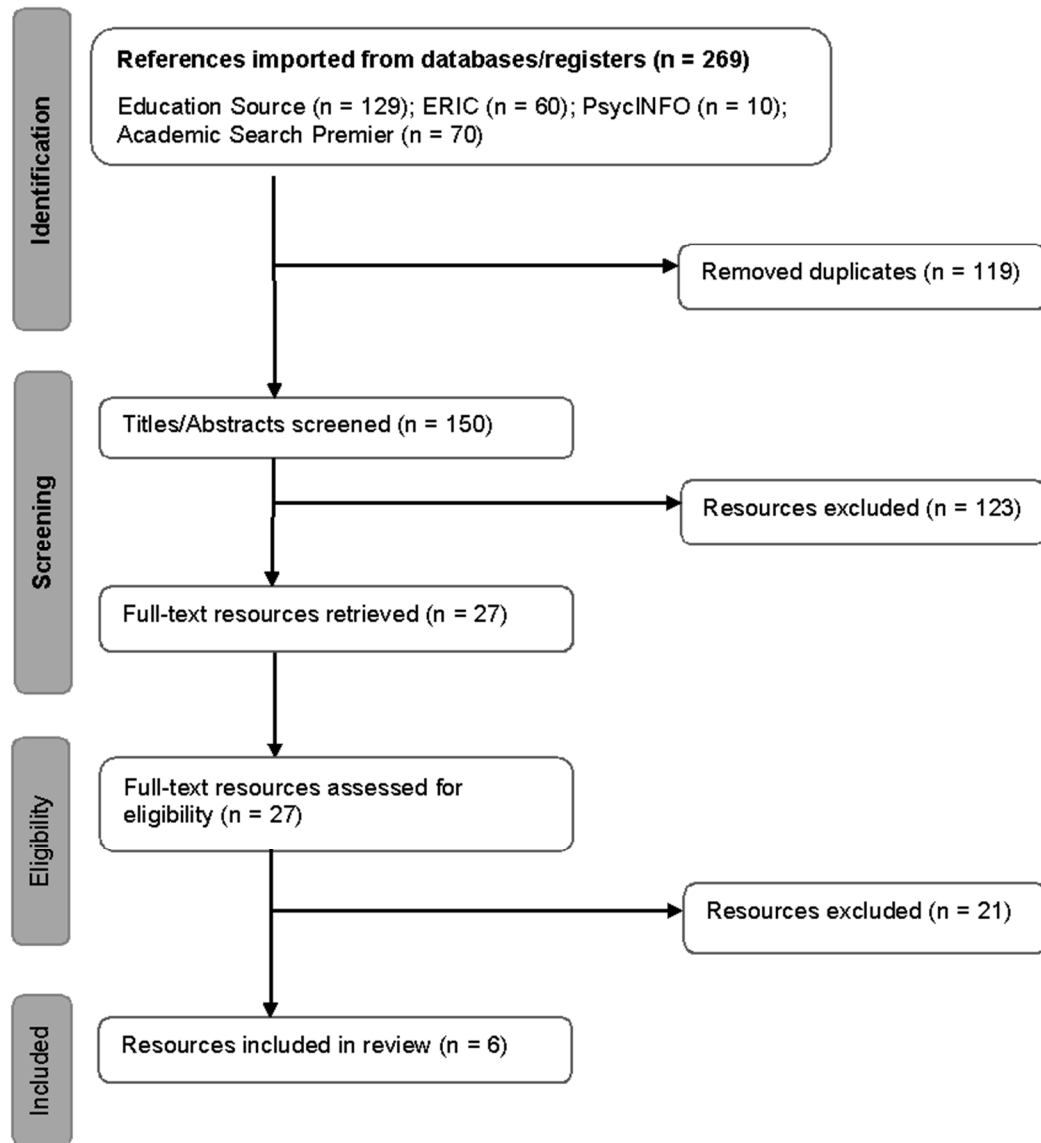 Identification
References imported from databases/registers (n = 269)
Education Source (n = 129); ERIC (n = 60); PsycINFO (n = 10);
Academic Search Premier (n = 70)
Removed duplicates (n = 119)
Screening
Titles/Abstracts screened (n = 150)
Resources excluded (n = 123)
Full-text resources retrieved (n = 27)
Eligibility
Full-text resources assessed for
eligibility (n = 27)
Resources excluded (n = 21)
Included
Resources included in review (n = 6)